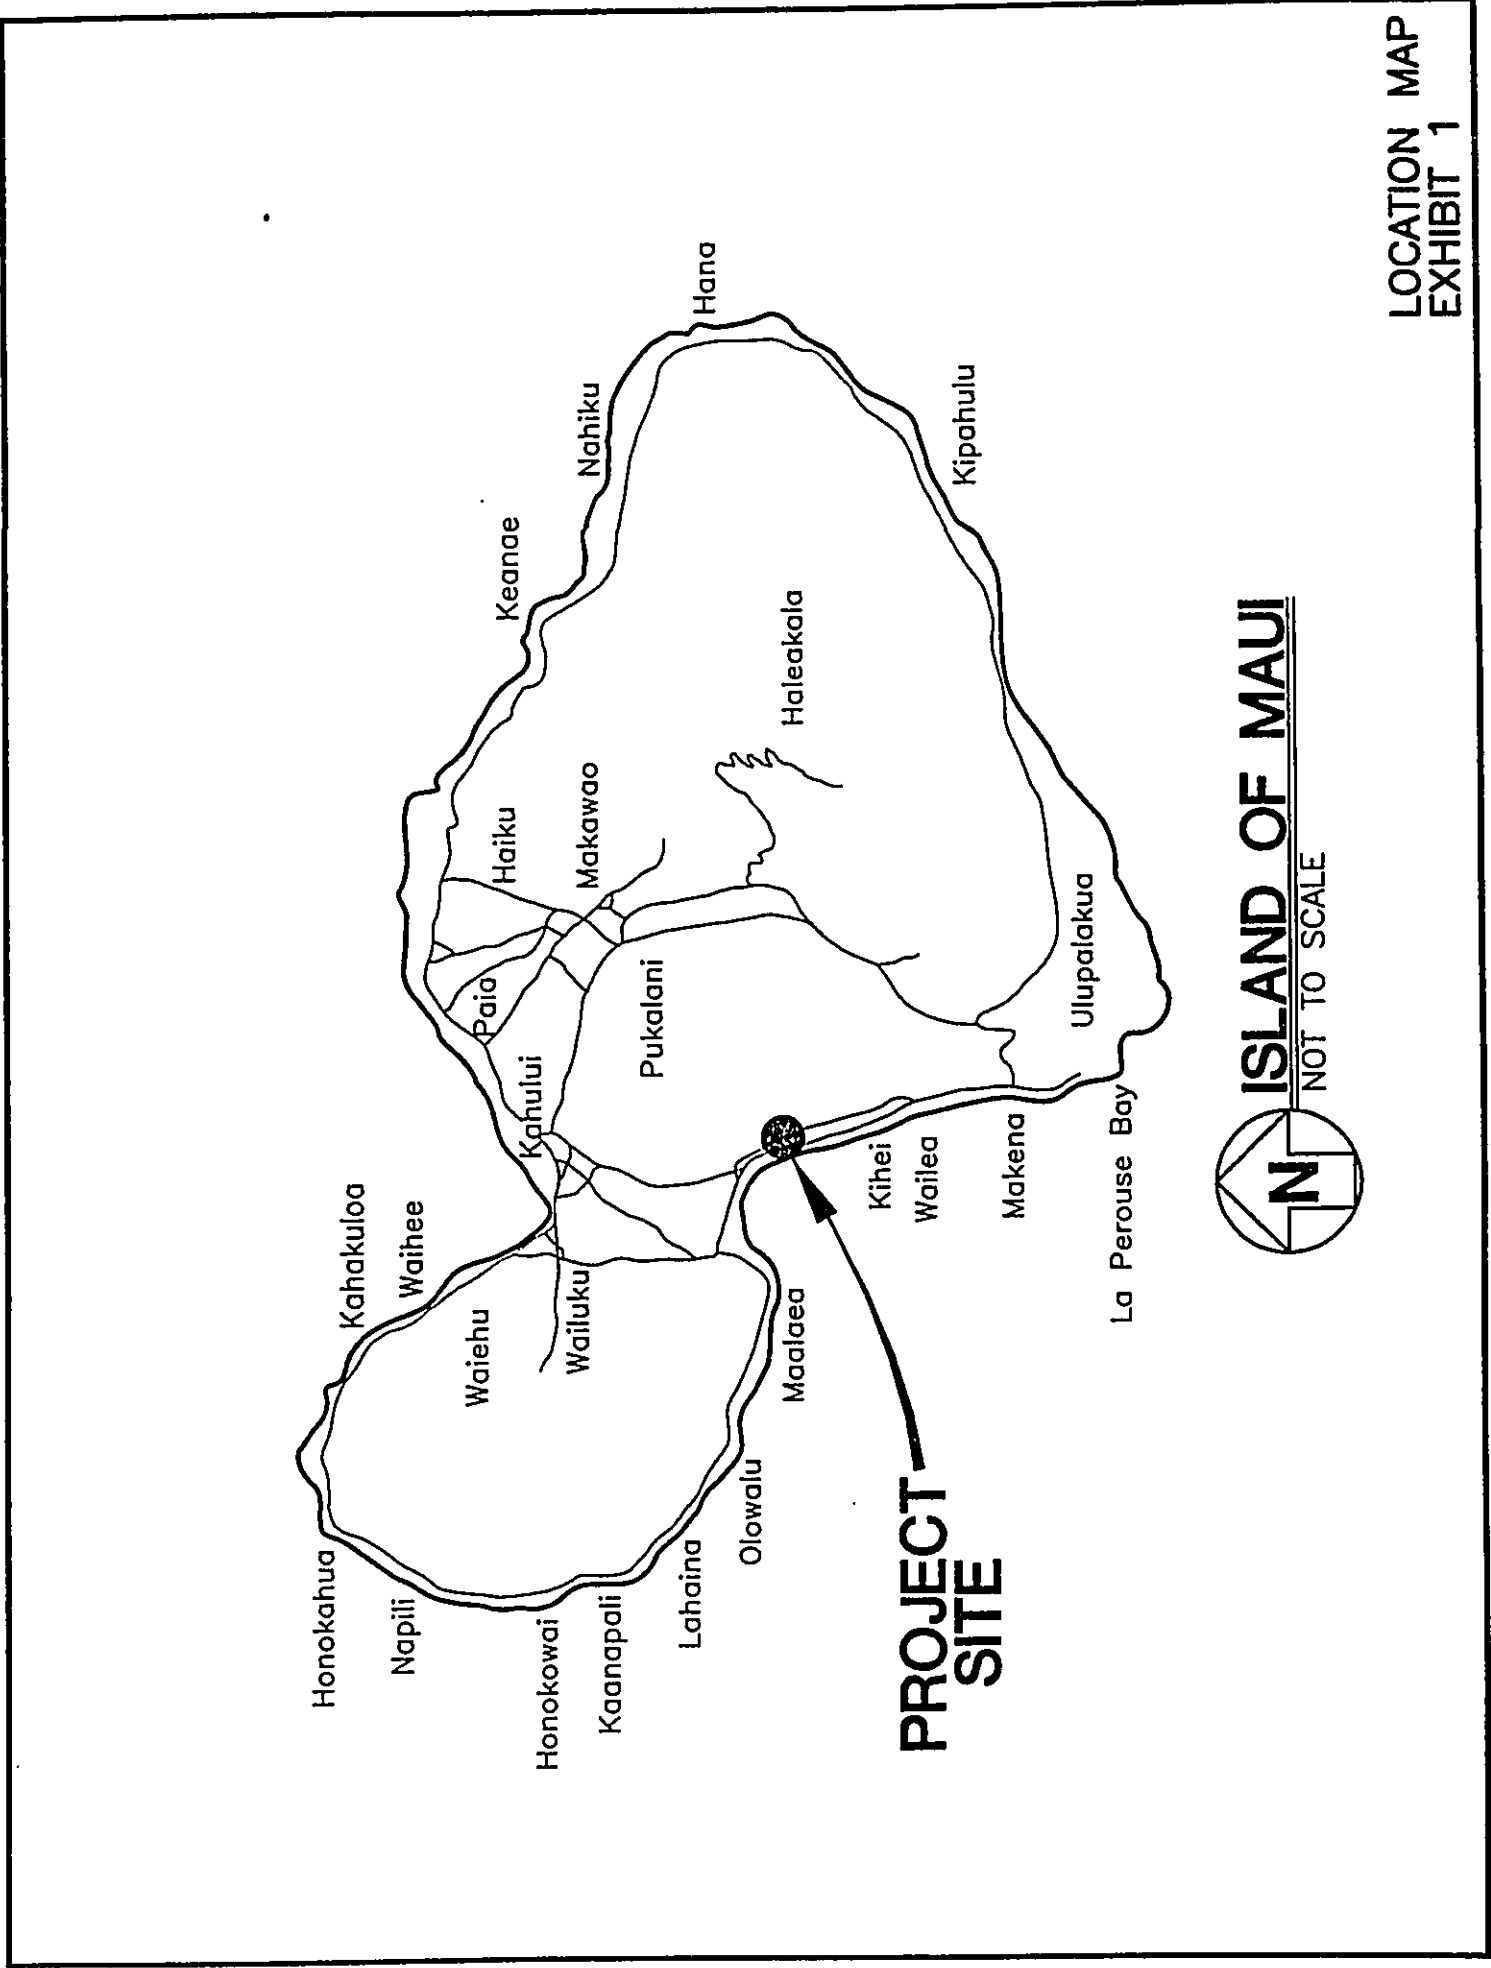 Kahakuloa
Honokahua
Waihee
Napili
Waiehu
Honokowai
Wailuku
Kaanapali
Lahaina
Olowalu
Maalaea
Kahului
Paia
Haiku
Keanae
Makawao
Nahiku
Pukalani
Hana
Haleakala
Kihei
Wailea
Kipahulu
Makena
Ulupalakua
La Perouse Bay
PROJECT
SITE
N
ISLAND OF MAUI
NOT TO SCALE
LOCATION MAP
EXHIBIT 1